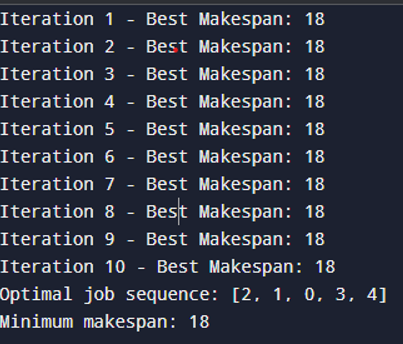 Iteration 1 - Best Makespan: 18
Iteration 2 - Best Makespan: 18
Iteration 3 - Best Makespan: 18
Iteration 4 - Best Makespan: 18
Iteration 5 - Best Makespan: 18
Iteration 6 - Best Makespan: 18
Iteration 7 - Best Makespan: 18
Iteration 8 - Best Makespan: 18
Iteration 9 - Best Makespan: 18
Iteration 10 - Best Makespan: 18
Optimal job sequence: [2, 1, 0, 3, 4]
Minimum makespan: 18